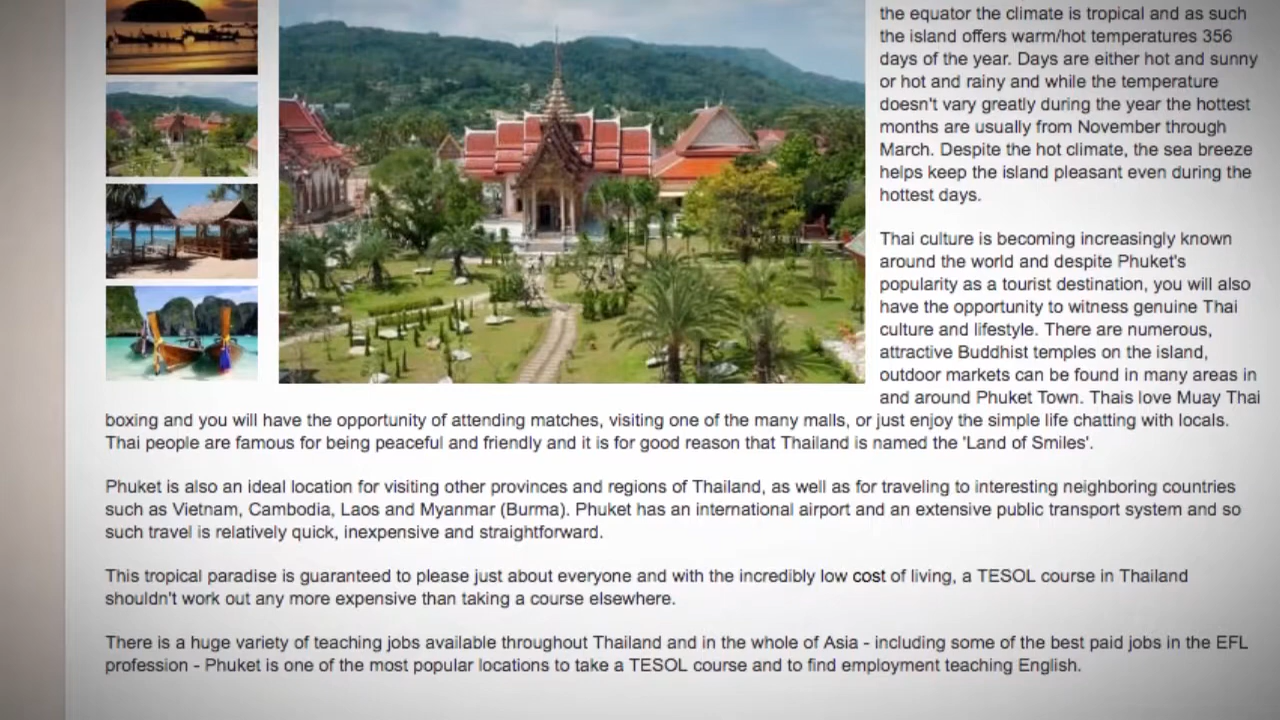 the equator the climate is tropical and as such
the island offers warm/hot temperatures 356
days of the year. Days are either hot and sunny
or hot and rainy and while the temperature
doesn't vary greatly during the year the hottest
months are usually from November through
March. Despite the hot climate, the sea breeze
helps keep the island pleasant even during the
hottest days.
Thai culture is becoming increasingly known
around the world and despite Phuket's
popularity as a tourist destination, you will also
have the opportunity to witness genuine Thai
culture and lifestyle. There are numerous,
attractive Buddhist temples on the island,
outdoor markets can be found in many areas in
and around Phuket Town. Thais love Muay Thai
boxing and you will have the opportunity of attending matches, visiting one of the many malls, or just enjoy the simple life chatting with locals.
Thai people are famous for being peaceful and friendly and it is for good reason that Thailand is named the 'Land of Smiles'.
Phuket is also an ideal location for visiting other provinces and regions of Thailand, as well as for traveling to interesting neighboring countries
such as Vietnam, Cambodia, Laos and Myanmar (Burma). Phuket has an international airport and an extensive public transport system and so
such travel is relatively quick, inexpensive and straightforward.
This tropical paradise is guaranteed to please just about everyone and with the incredibly low cost of living, a TESOL course in Thailand
shouldn't work out any more expensive than taking a course elsewhere.
There is a huge variety of teaching jobs available throughout Thailand and in the whole of Asia - including some of the best paid jobs in the EFL
profession - Phuket is one of the most popular locations to take a TESOL course and to find employment teaching English.